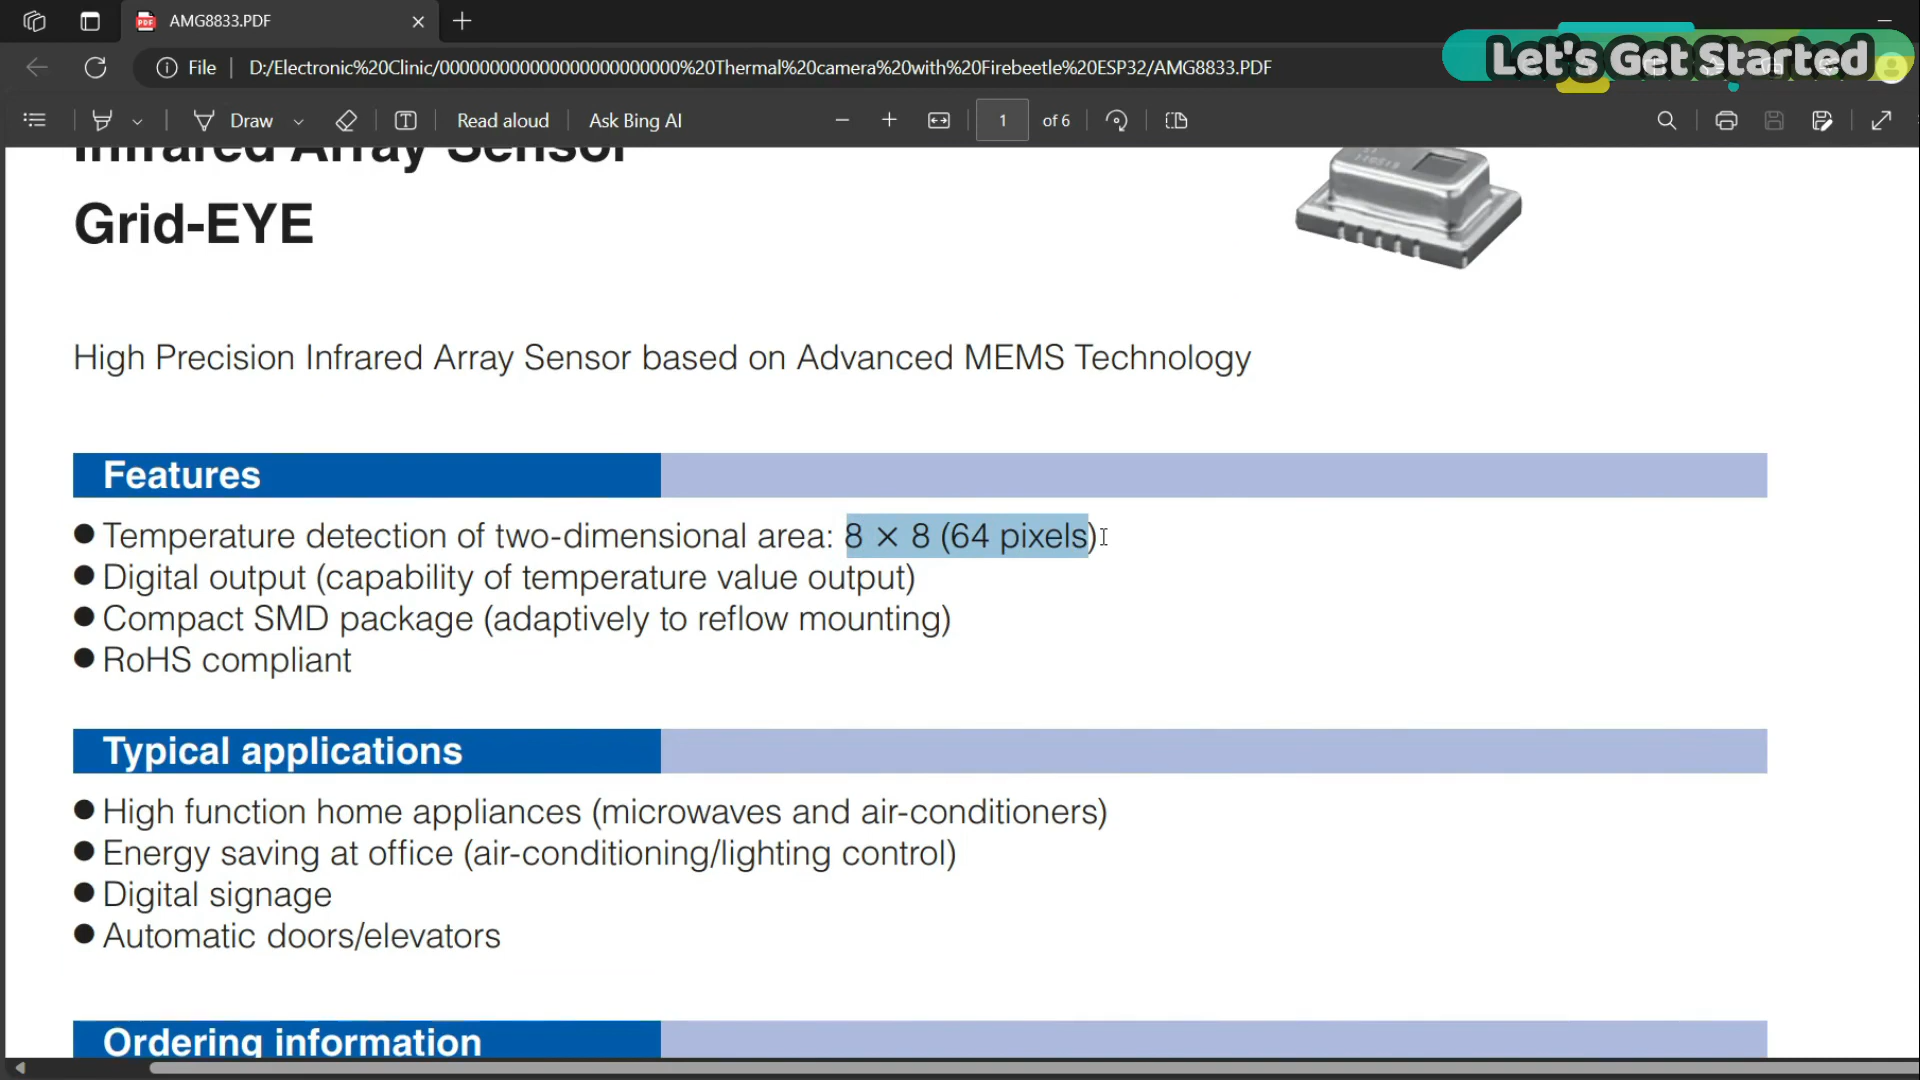 AMG8833.PDF
Let's Get Started
File
D:/Electronic%20Clinic/000000000000000000000000%20Thermal%20camera%20with%20Firebeetle%20ESP32/AMG8833.PDF
Draw
Read aloud
Ask Bing AI
1
of 6
Infrared Array Sensor
Grid-EYE
High Precision Infrared Array Sensor based on Advanced MEMS Technology
Features
● Temperature detection of two-dimensional area: 8 × 8 (64 pixels)
● Digital output (capability of temperature value output)
● Compact SMD package (adaptively to reflow mounting)
● RoHS compliant
Typical applications
● High function home appliances (microwaves and air-conditioners)
● Energy saving at office (air-conditioning/lighting control)
● Digital signage
● Automatic doors/elevators
Ordering information